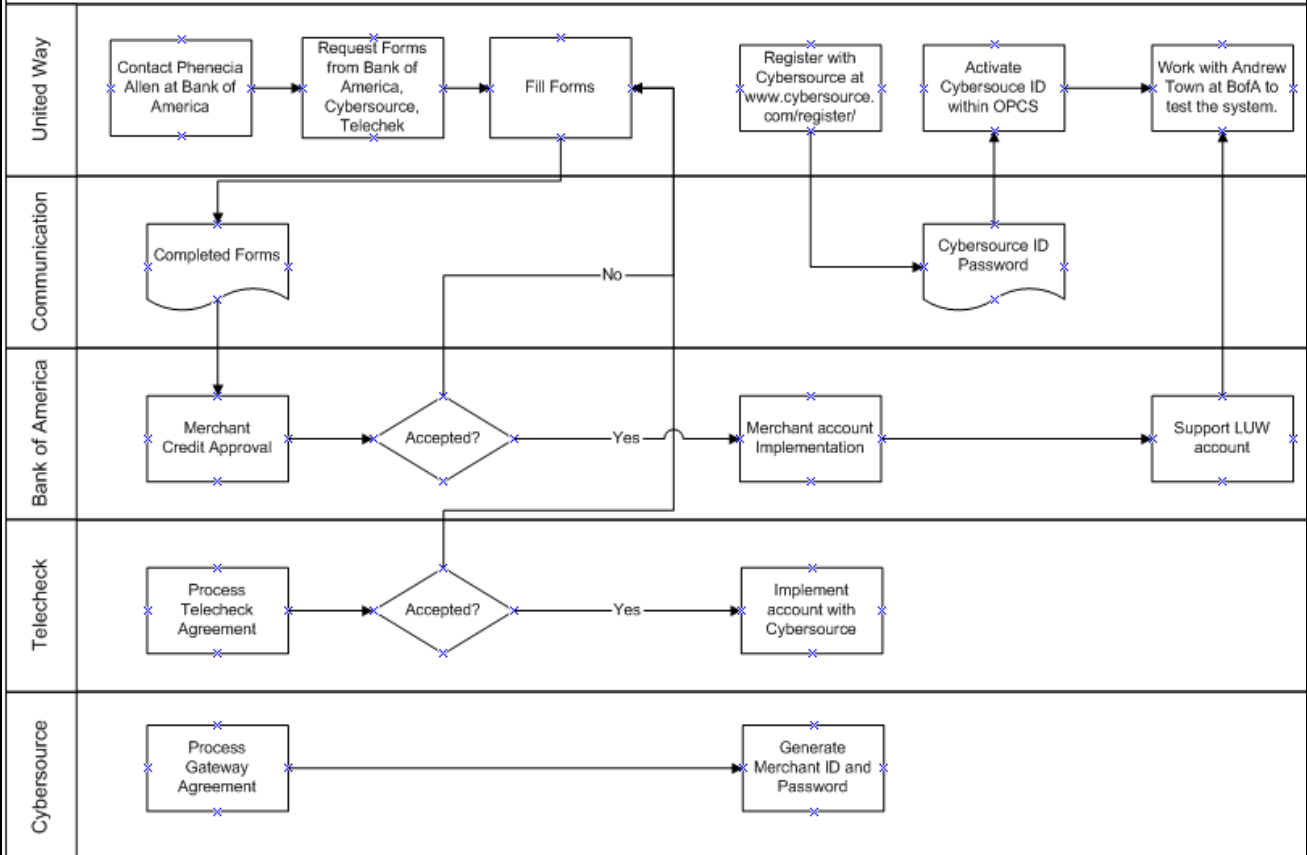 United Way
Contact Phenecia
Allen at Bank of
America
Request Forms
from Bank of
America,
Cybersource,
Telechek
Fill Forms
Register with
Cybersource at
www.cybersource.
com/register/
Activate
Cybersouce ID
within OPCS
Work with Andrew
Town at BofA to
test the system.
Communication
Completed Forms
No
Cybersource ID
Password
Bank of America
Merchant
Credit Approval
Accepted?
Yes
Merchant account
Implementation
Support LUW
account
Telecheck
Process
Telecheck
Agreement
Accepted?
Yes
Implement
account with
Cybersource
Cybersource
Process
Gateway
Agreement
Generate
Merchant ID and
Password